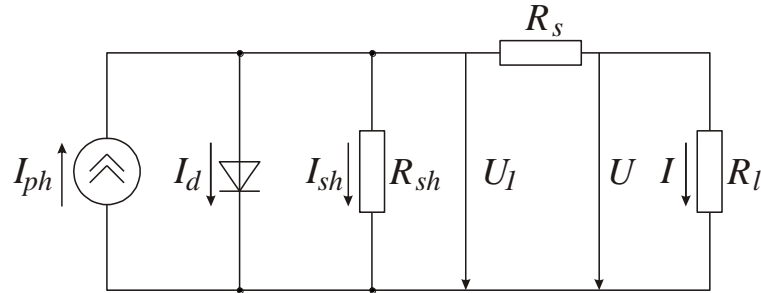 R_s
I_ph
I_d
I_sh
R_sh
U_1
U
I
R_l